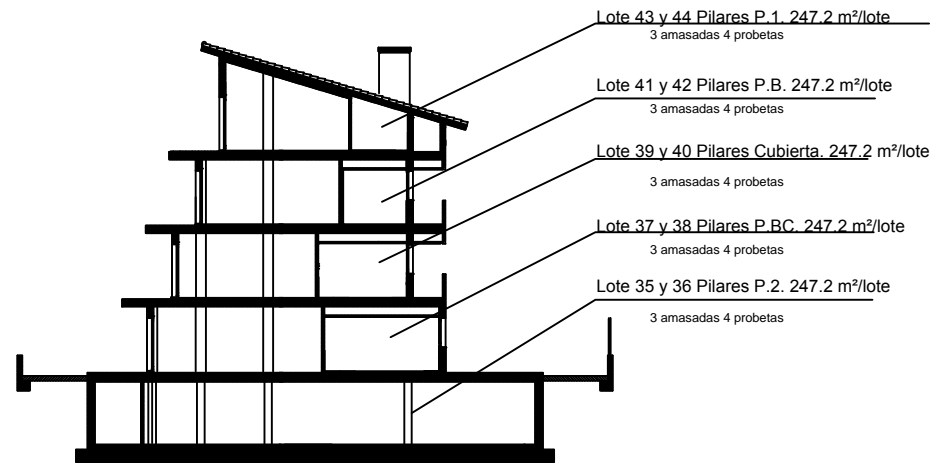 Lote 43 y 44 Pilares P.1. 247.2 m²/lote
3 amasadas 4 probetas
Lote 41 y 42 Pilares P.B. 247.2 m²/lote
3 amasadas 4 probetas
Lote 39 y 40 Pilares Cubierta. 247.2 m²/lote
3 amasadas 4 probetas
Lote 37 y 38 Pilares P.BC. 247.2 m²/lote
3 amasadas 4 probetas
Lote 35 y 36 Pilares P.2. 247.2 m²/lote
3 amasadas 4 probetas